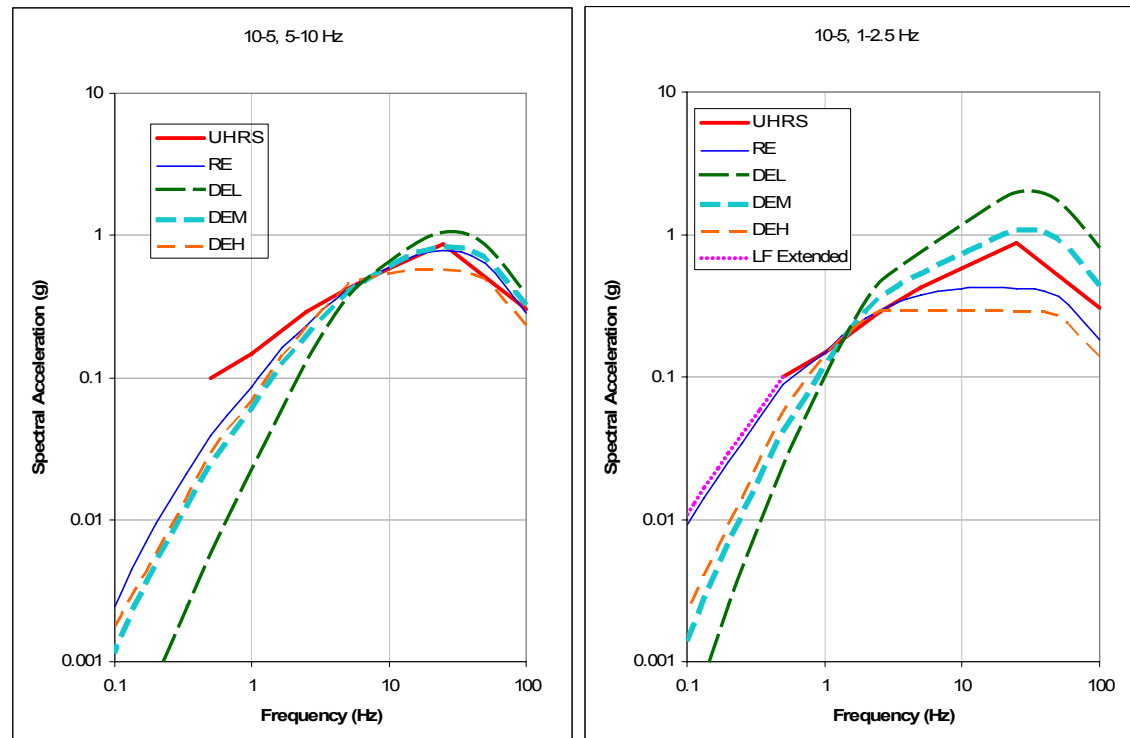 10-5, 5-10 Hz
10
1
0.1
0.01
0.001
Spectral Acceleration (g)
UHRS
RE
DEL
DEM
DEH
0.1
1
10
100
Frequency (Hz)
10-5, 1-2.5 Hz
10
1
0.1
0.01
0.001
Spectral Acceleration (g)
UHRS
RE
DEL
DEM
DEH
LF Extended
0.1
1
10
100
Frequency (Hz)